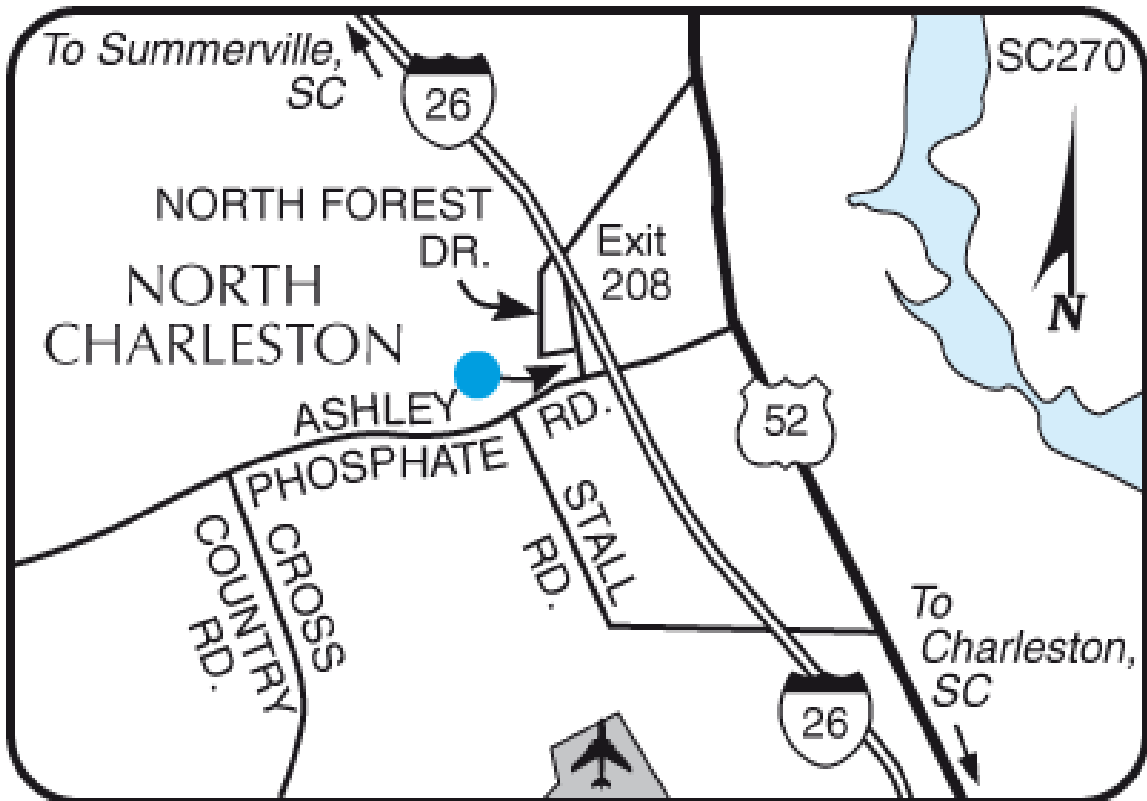 To Summerville,
SC
26
SC270
NORTH FOREST
DR.
Exit
208
NORTH
CHARLESTON
N
ASHLEY
PHOSPHATE
RD.
52
STALL
RD.
CROSS
COUNTRY
RD.
To
Charleston,
SC
26